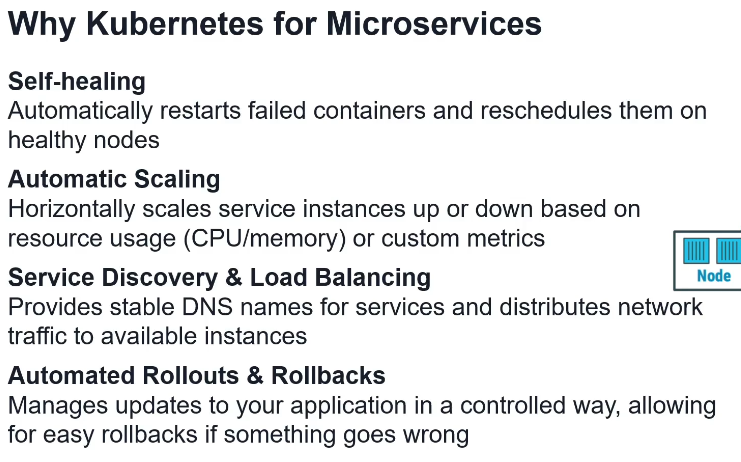 Why Kubernetes for Microservices
Self-healing
Automatically restarts failed containers and reschedules them on
healthy nodes
Automatic Scaling
Horizontally scales service instances up or down based on
resource usage (CPU/memory) or custom metrics
Service Discovery & Load Balancing
Provides stable DNS names for services and distributes network
traffic to available instances
Automated Rollouts & Rollbacks
Manages updates to your application in a controlled way, allowing
for easy rollbacks if something goes wrong
Node